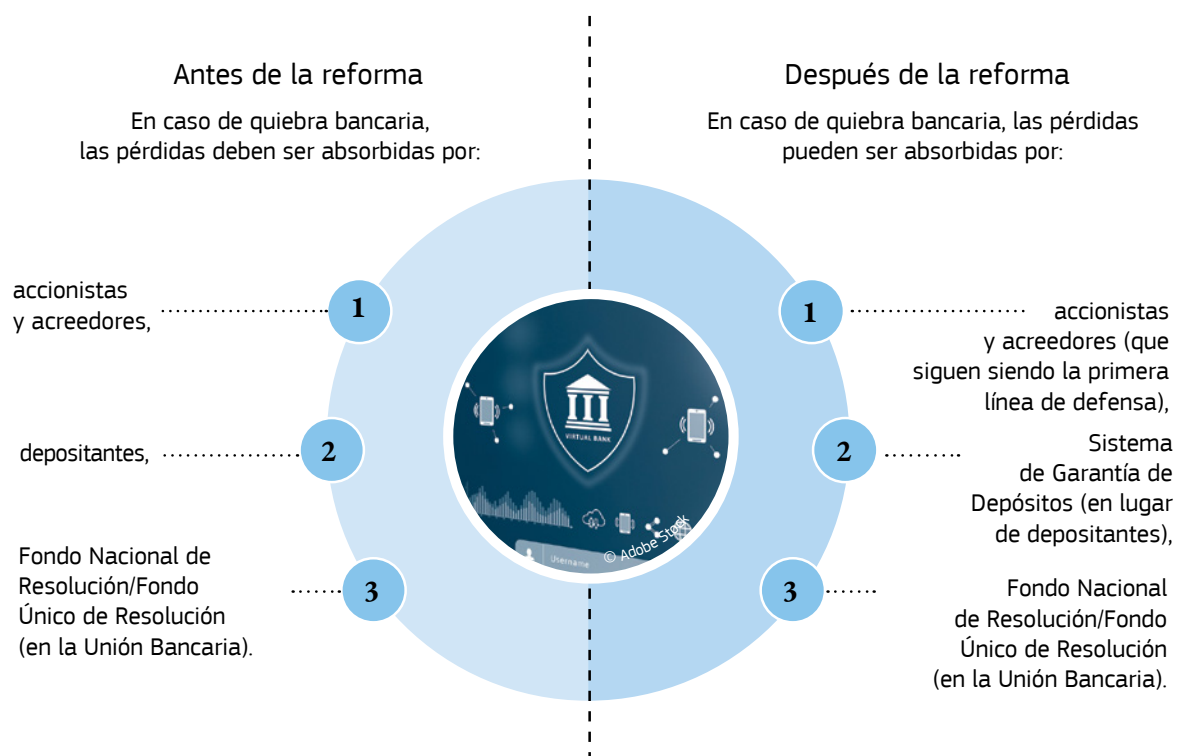 Antes de la reforma
En caso de quiebra bancaria,
las pérdidas deben ser absorbidas por:
accionistas
y acreedores,
1
depositantes,
2
Fondo Nacional de
Resolución/Fondo
Único de Resolución
(en la Unión Bancaria).
3
VIRTUAL BANK
Username
© Adobe Stock
Después de la reforma
En caso de quiebra bancaria, las pérdidas
pueden ser absorbidas por:
1
accionistas
y acreedores (que
siguen siendo la primera
línea de defensa),
2
Sistema
de Garantía de
Depósitos (en lugar
de depositantes),
3
Fondo Nacional
de Resolución/Fondo
Único de Resolución
(en la Unión Bancaria).